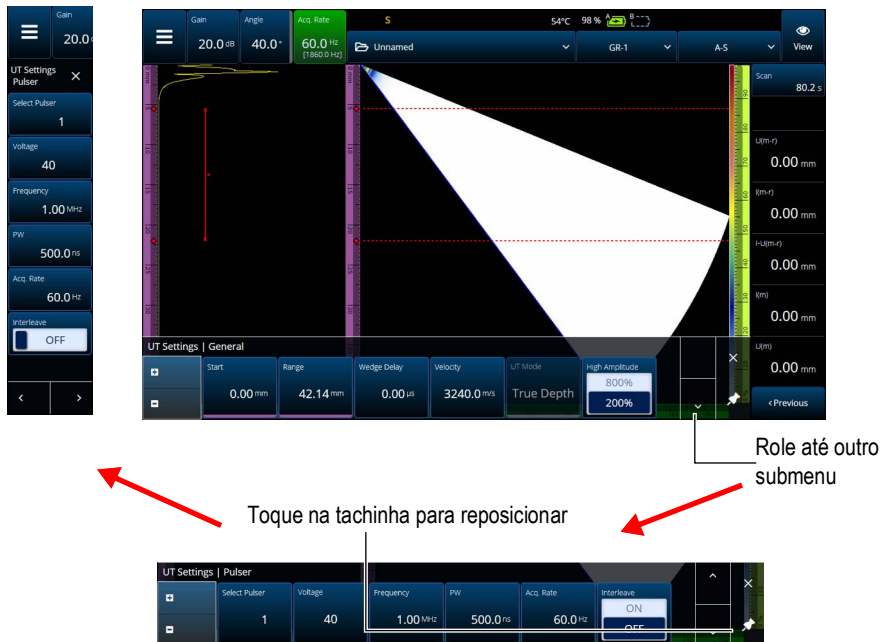 Gain
20.0
UT Settings
Pulser
Select Pulser
1
Voltage
40
Frequency
1.00 MHz
PW
500.0 ns
Acq. Rate
60.0 Hz
Interleave
OFF
Gain
20.0 dB
Angle
40.0 °
Acq. Rate
60.0 Hz
[1860.0 Hz]
S
54°C
98 %
A
B
Unnamed
GR-1
A-S
View
Scan
80.2 s
U(m-r)
0.00 mm
I(m-r)
0.00 mm
I-U(m-r)
0.00 mm
I(m)
0.00 mm
U(m)
0.00 mm
Previous
UT Settings | General
Start
0.00 mm
Range
42.14 mm
Wedge Delay
0.00 µs
Velocity
3240.0 m/s
UT Mode
True Depth
High Amplitude
800%
200%
Role até outro
submenu
Toque na tachinha para reposicionar
UT Settings | Pulser
Select Pulser
1
Voltage
40
Frequency
1.00 MHz
PW
500.0 ns
Acq. Rate
60.0 Hz
Interleave
ON
OFF